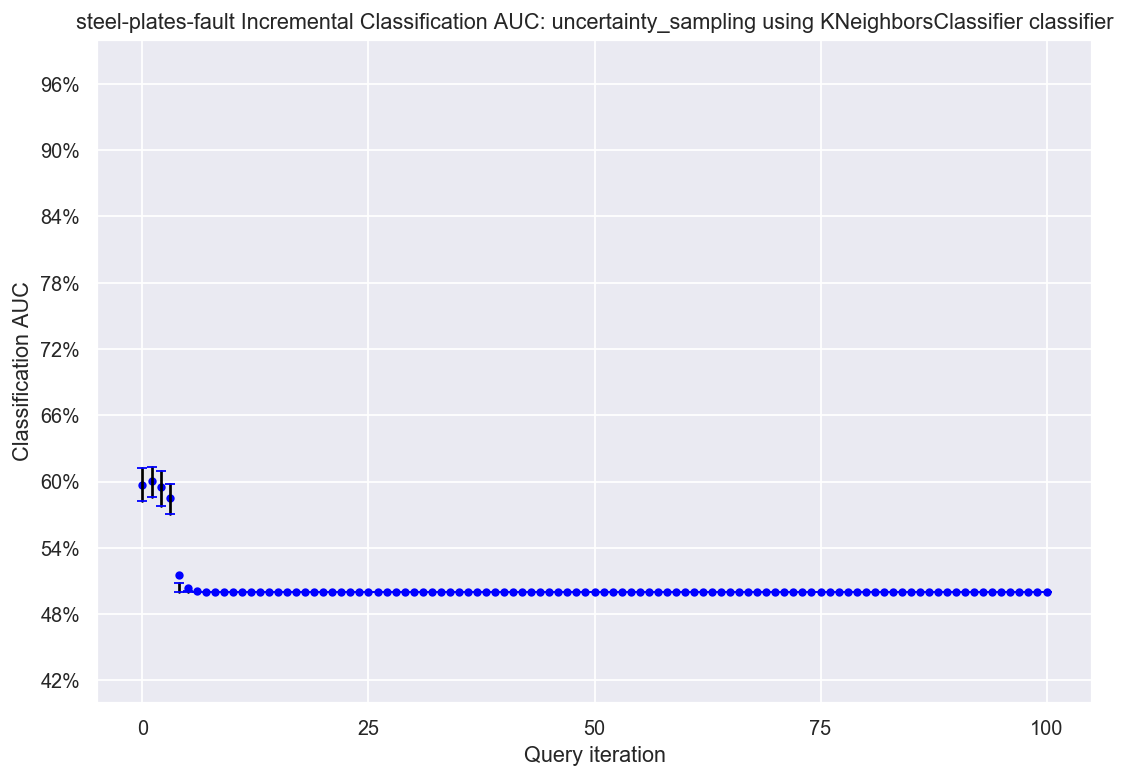 steel-plates-fault Incremental Classification AUC: uncertainty_sampling using KNeighborsClassifier classifier
96%
90%
84%
78%
72%
66%
60%
54%
48%
42%
Classification AUC
0 25 50 75 100
Query iteration